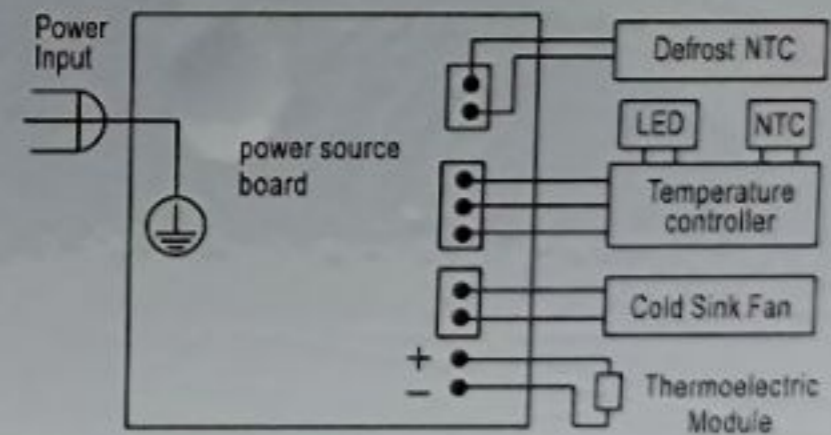 Power
Input
power source
board
Defrost NTC
LED
NTC
Temperature
controller
Cold Sink Fan
+
−
Thermoelectric
Module